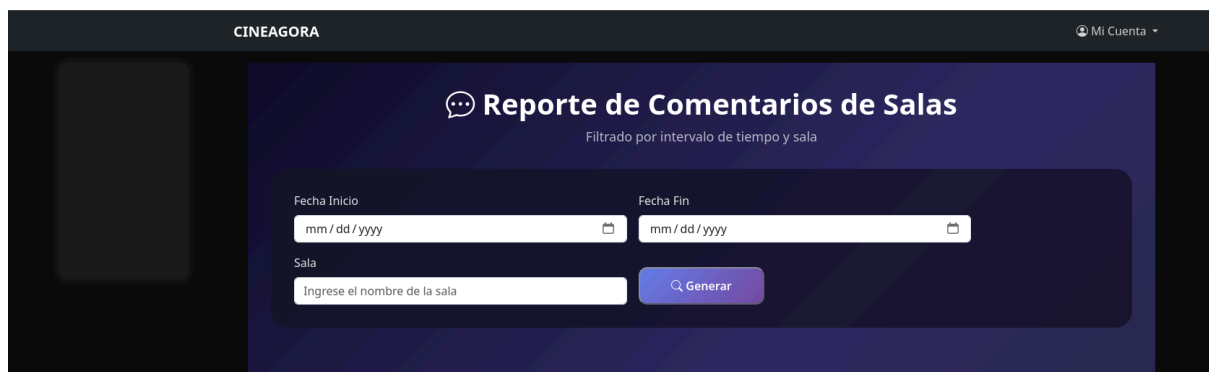 CINEAGORA
Mi Cuenta
Reporte de Comentarios de Salas
Filtrado por intervalo de tiempo y sala
Fecha Inicio
Fecha Fin
mm/dd/yyyy
mm/dd/yyyy
Sala
Ingrese el nombre de la sala
Generar